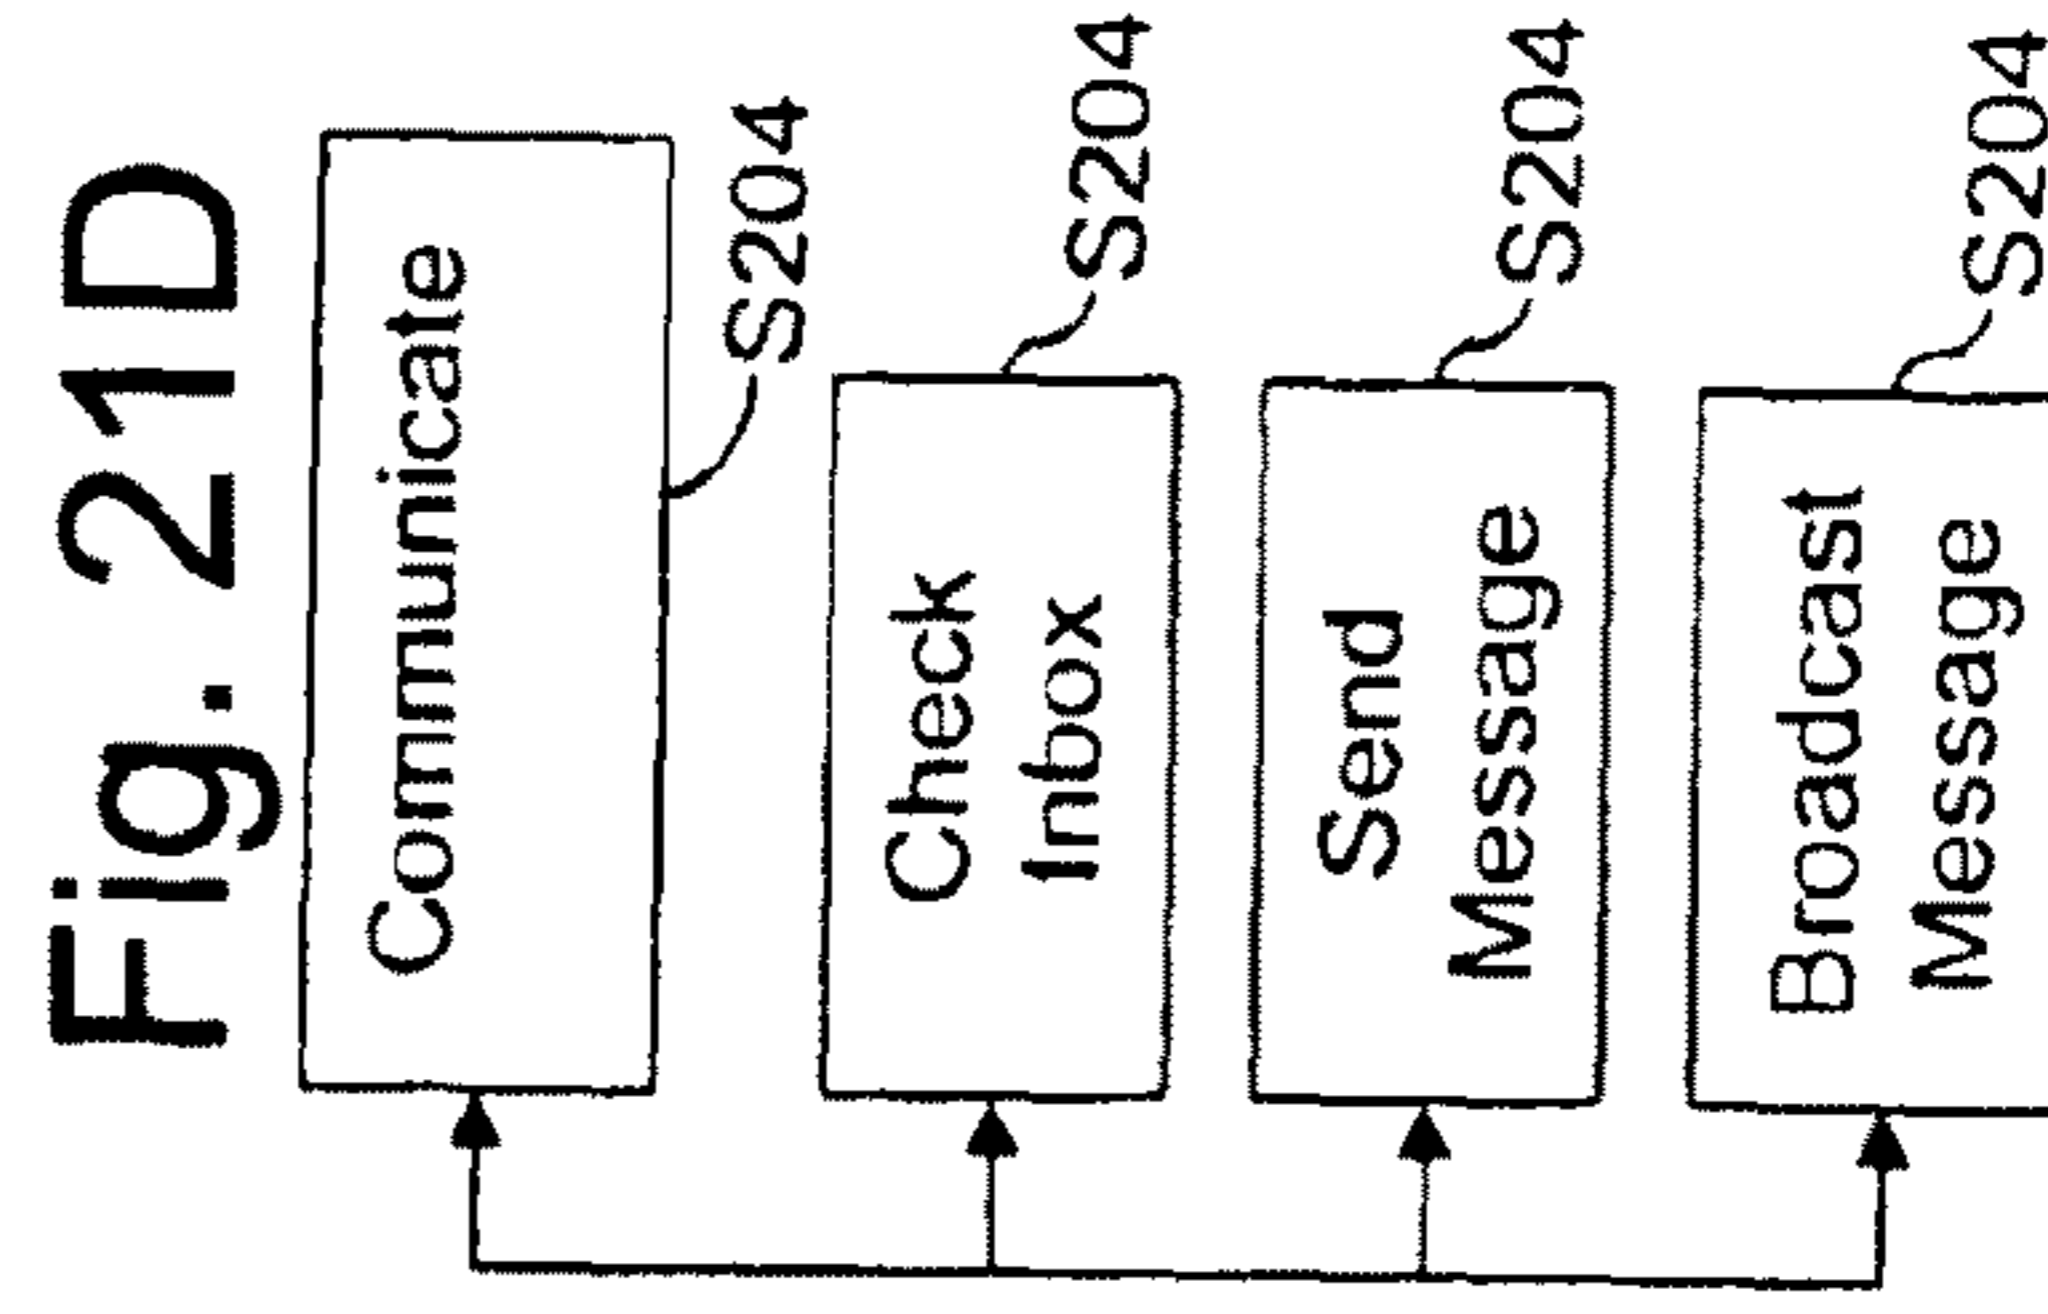 Fig. 21D
Communicate
S204
Check
Inbox
S204
Send
Message
S204
Broadcast
Message
S204